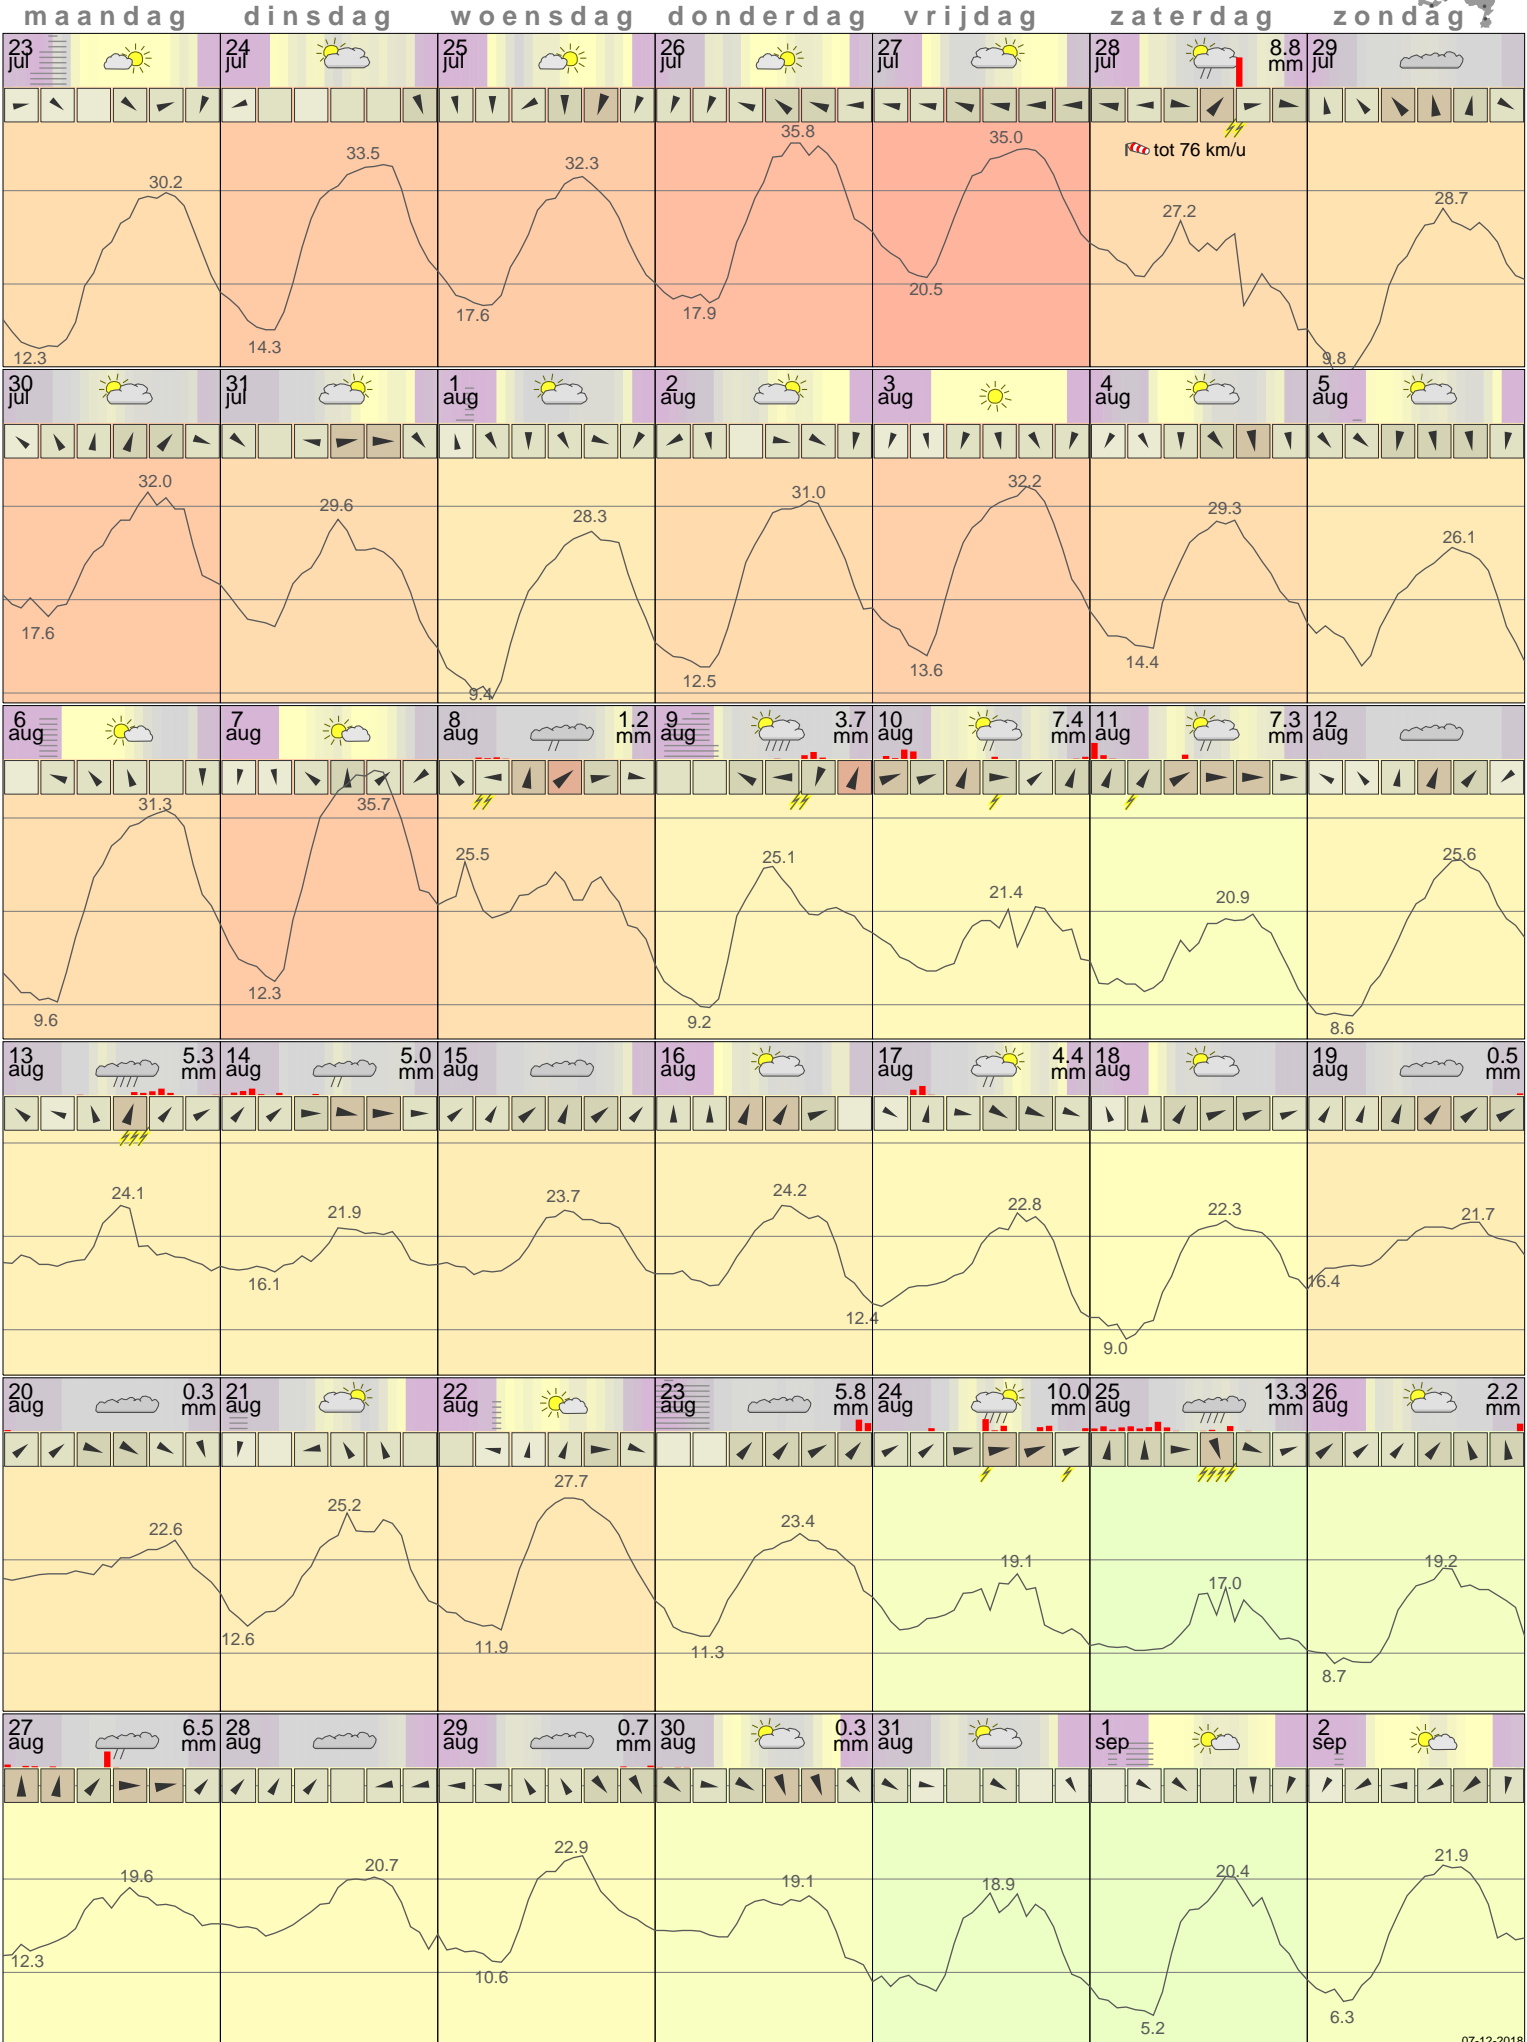 maandag dinsdag woensdag donderdag vrijdag zaterdag zondag
23 jul 24 jul 25 jul 26 jul 27 jul 28 jul 8.8 mm 29 jul
tot 76 km/u
30.2 33.5 32.3 35.8 35.0 27.2 28.7
12.3 14.3 17.6 17.9 20.5 9.8
30 jul 31 jul 1 aug 2 aug 3 aug 4 aug 5 aug
32.0 29.6 28.3 31.0 32.2 29.3 26.1
17.6 9.4 12.5 13.6 14.4
6 aug 7 aug 8 aug 1.2 mm 9 aug 3.7 mm 10 aug 7.4 mm 11 aug 7.3 mm 12 aug
31.3 35.7 25.5 25.1 21.4 20.9 25.6
9.6 12.3 9.2 8.6
13 aug 5.3 mm 14 aug 5.0 mm 15 aug 16 aug 17 aug 4.4 mm 18 aug 19 aug 0.5 mm
24.1 21.9 23.7 24.2 22.8 22.3 21.7
16.1 12.4 9.0 16.4
20 aug 0.3 mm 21 aug 22 aug 23 aug 5.8 mm 24 aug 10.0 mm 25 aug 13.3 mm 26 aug 2.2 mm
22.6 25.2 27.7 23.4 19.1 17.0 19.2
12.6 11.9 11.3 8.7
27 aug 6.5 mm 28 aug 29 aug 0.7 mm 30 aug 0.3 mm 31 aug 1 sep 2 sep
19.6 20.7 22.9 19.1 18.9 20.4 21.9
12.3 10.6 5.2 6.3
07-12-2018